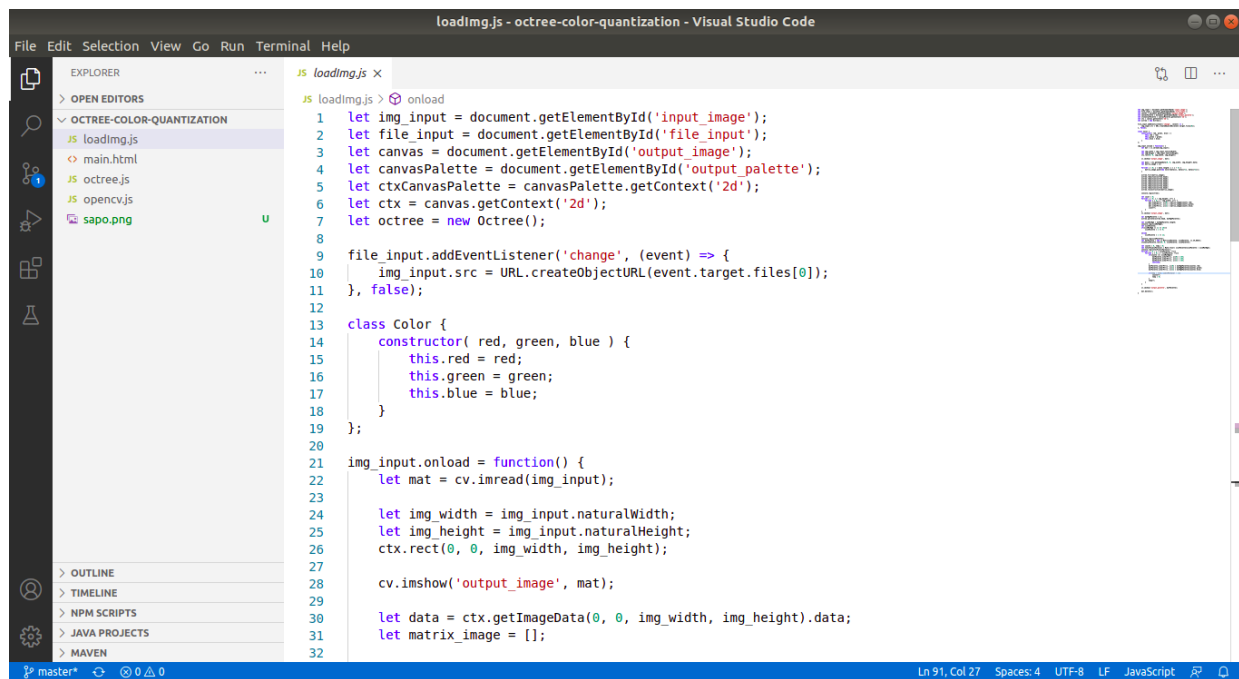 loadImg.js - octree-color-quantization - Visual Studio Code
File Edit Selection View Go Run Terminal Help
EXPLORER
OPEN EDITORS
OCTREE-COLOR-QUANTIZATION
JS loadImg.js
<> main.html
JS octree.js
JS opencv.js
sapo.png U
OUTLINE
TIMELINE
NPM SCRIPTS
JAVA PROJECTS
MAVEN
1
JS loadImg.js ×
JS loadImg.js > onload
1 let img_input = document.getElementById('input_image');
2 let file_input = document.getElementById('file_input');
3 let canvas = document.getElementById('output_image');
4 let canvasPalette = document.getElementById('output_palette');
5 let ctxCanvasPalette = canvasPalette.getContext('2d');
6 let ctx = canvas.getContext('2d');
7 let octree = new Octree();
8
9 file_input.addEventListener('change', (event) => {
10     img_input.src = URL.createObjectURL(event.target.files[0]);
11 }, false);
12
13 class Color {
14     constructor( red, green, blue ) {
15         this.red = red;
16         this.green = green;
17         this.blue = blue;
18     }
19 };
20
21 img_input.onload = function() {
22     let mat = cv.imread(img_input);
23
24     let img_width = img_input.naturalWidth;
25     let img_height = img_input.naturalHeight;
26     ctx.rect(0, 0, img_width, img_height);
27
28     cv.imshow('output_image', mat);
29
30     let data = ctx.getImageData(0, 0, img_width, img_height).data;
31     let matrix_image = [];
32
master* 0 0 Ln 91, Col 27 Spaces: 4 UTF-8 LF JavaScript